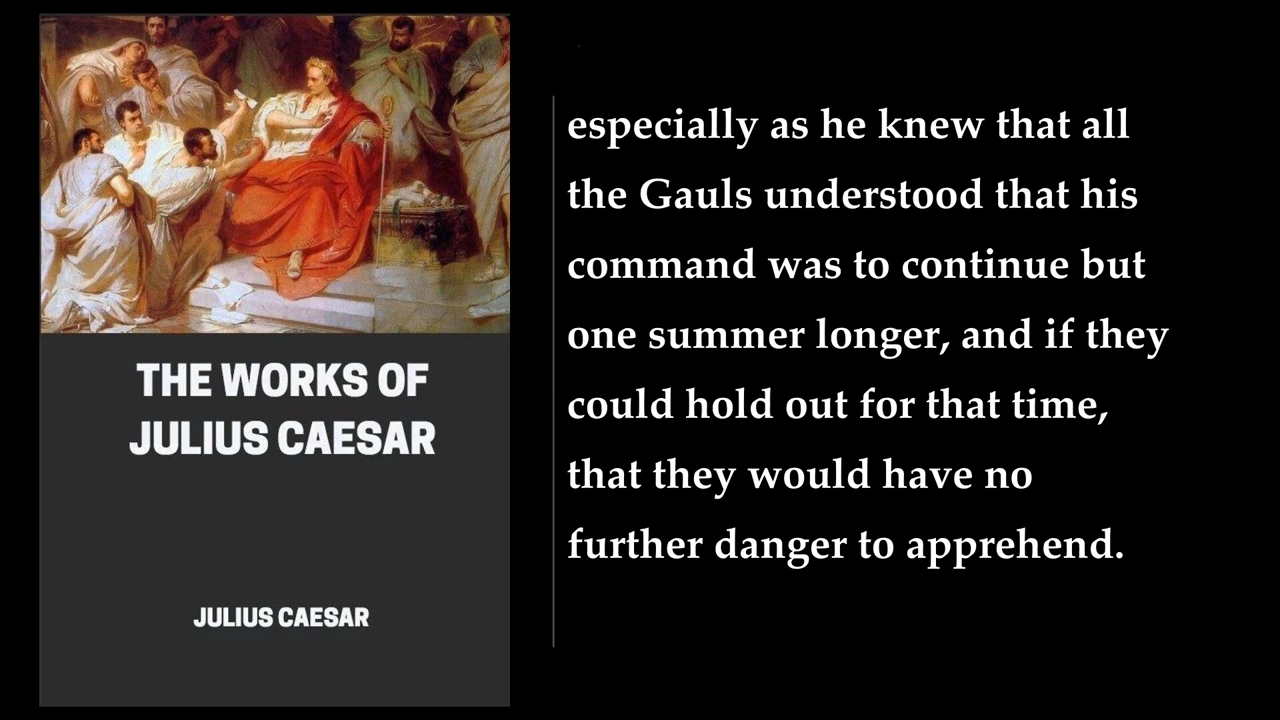 THE WORKS OF
JULIUS CAESAR
JULIUS CAESAR
especially as he knew that all
the Gauls understood that his
command was to continue but
one summer longer, and if they
could hold out for that time,
that they would have no
further danger to apprehend.